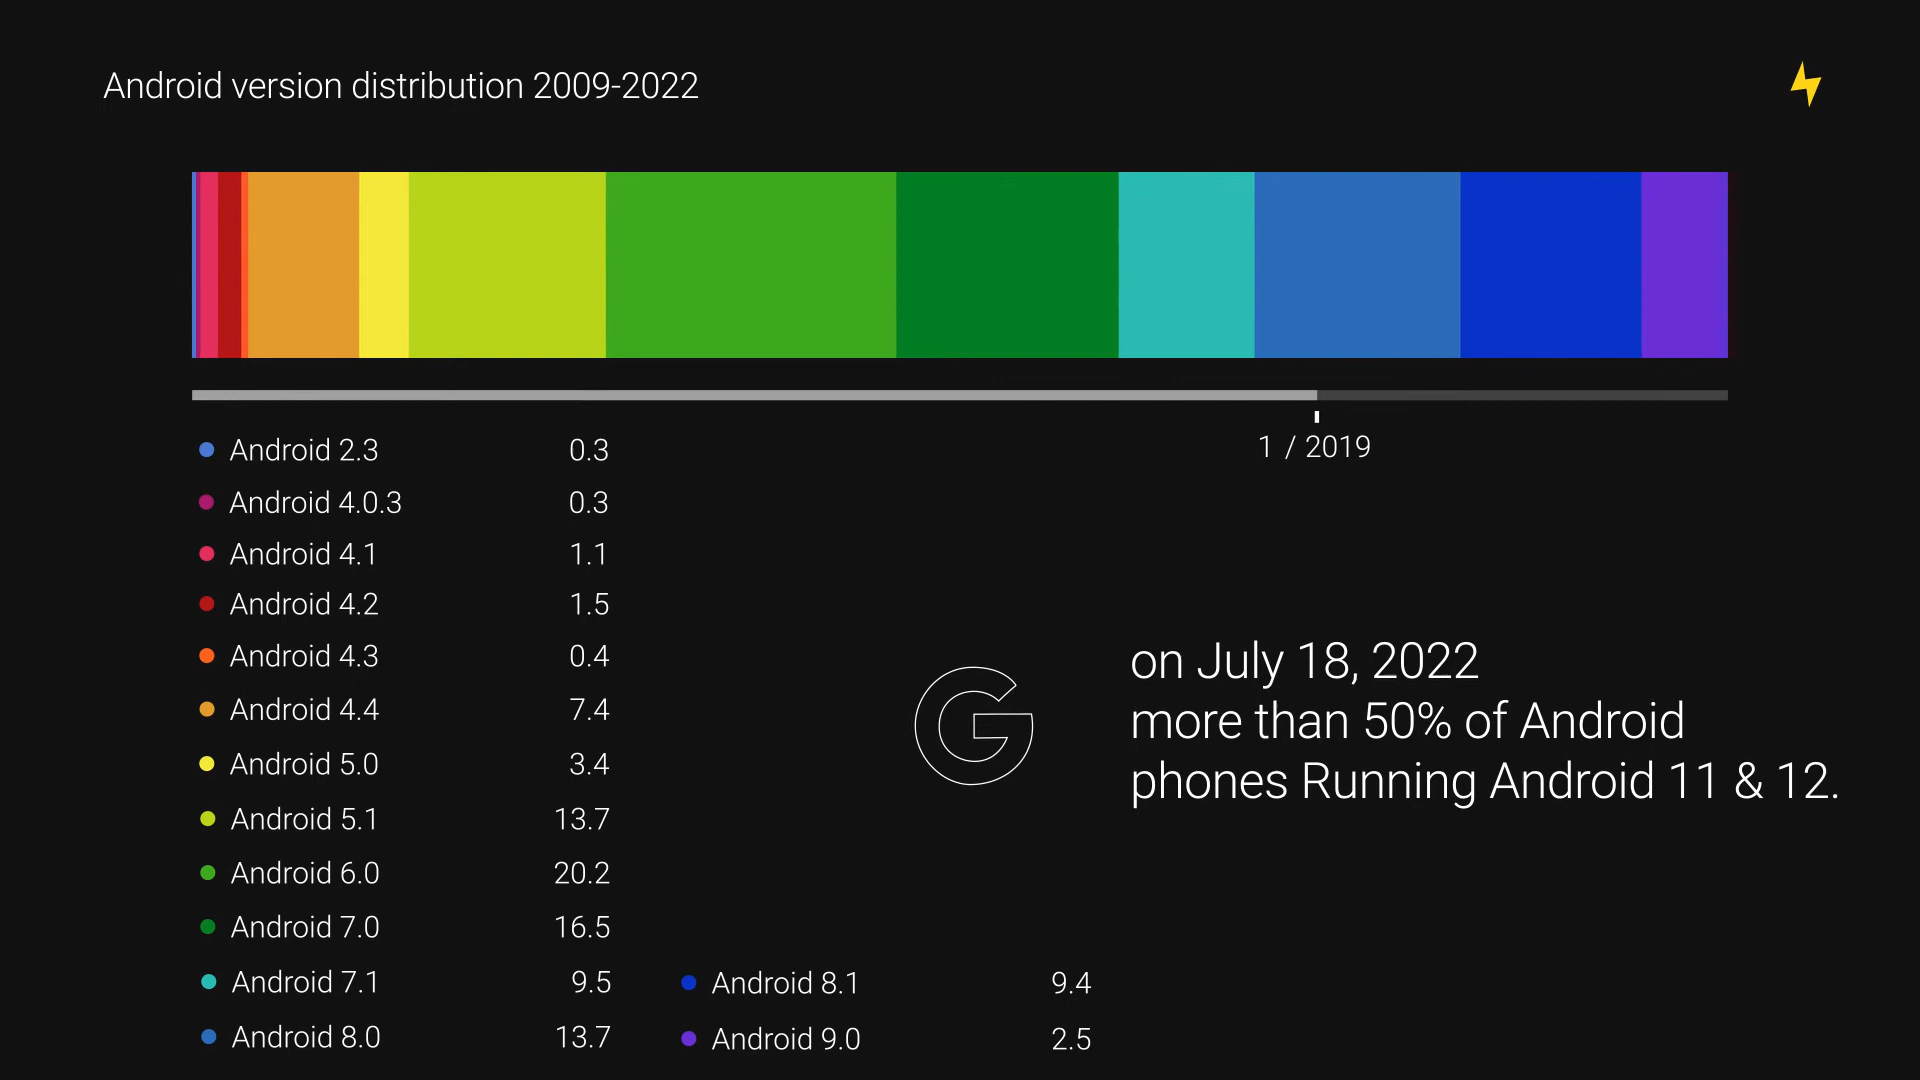 Android version distribution 2009-2022
1 / 2019
Android 2.3 0.3
Android 4.0.3 0.3
Android 4.1 1.1
Android 4.2 1.5
Android 4.3 0.4
Android 4.4 7.4
Android 5.0 3.4
Android 5.1 13.7
Android 6.0 20.2
Android 7.0 16.5
Android 7.1 9.5
Android 8.0 13.7
Android 8.1 9.4
Android 9.0 2.5
G
on July 18, 2022
more than 50% of Android
phones Running Android 11 & 12.